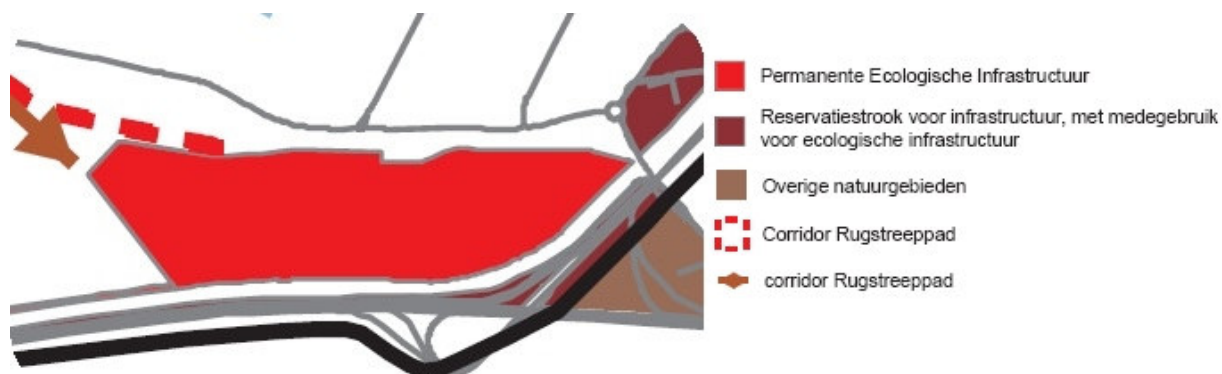 Permanente Ecologische Infrastructuur
Reservatiestrook voor infrastructuur, met medegebruik
voor ecologische infrastructuur
Overige natuurgebieden
Corridor Rugstreeppad
corridor Rugstreeppad